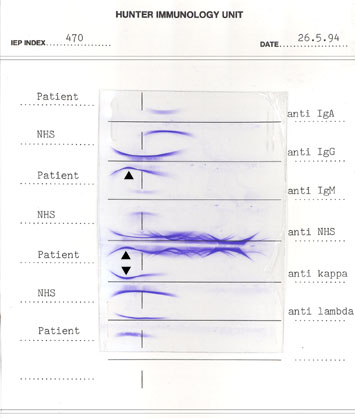 HUNTER IMMUNOLOGY UNIT
IEP INDEX 470 DATE 26.5.94
Patient
anti IgA
NHS
anti IgG
Patient
anti IgM
NHS
anti NHS
Patient
anti kappa
NHS
anti lambda
Patient